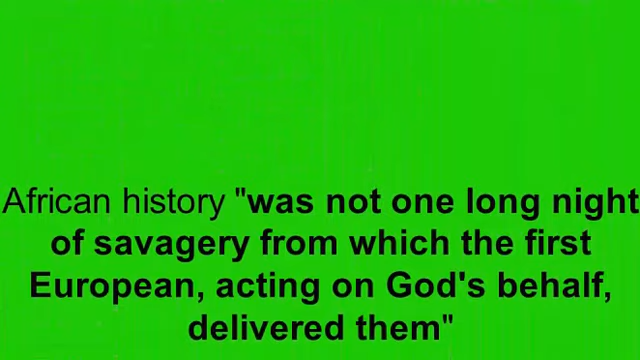 African history "was not one long night
of savagery from which the first
European, acting on God's behalf,
delivered them"